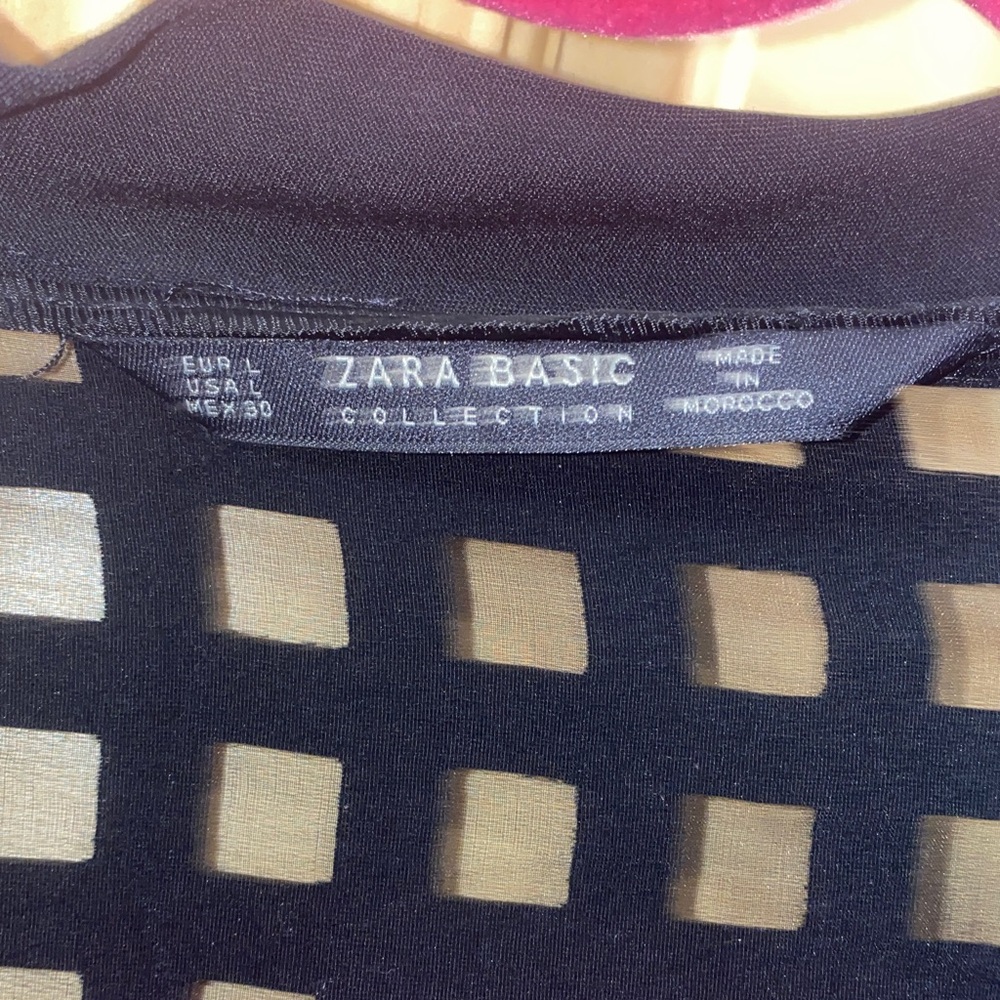 EUR L
USA L
MEX 30
ZARA BASIC
COLLECTION
MADE
IN
MOROCCO